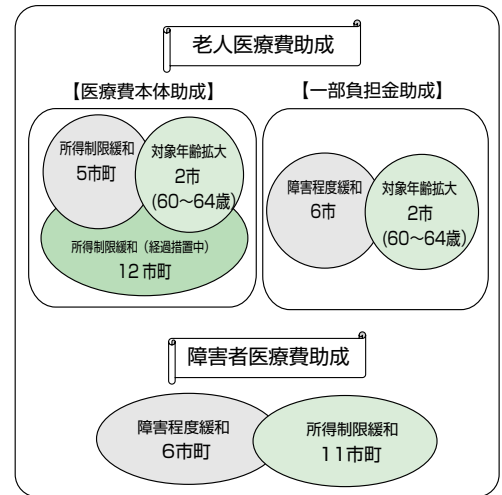 老人医療費助成
【医療費本体助成】
所得制限緩和
5市町
対象年齢拡大
2市
(60〜64歳)
所得制限緩和（経過措置中）
12市町
【一部負担金助成】
障害程度緩和
6市
対象年齢拡大
2市
(60〜64歳)
障害者医療費助成
障害程度緩和
6市町
所得制限緩和
11市町